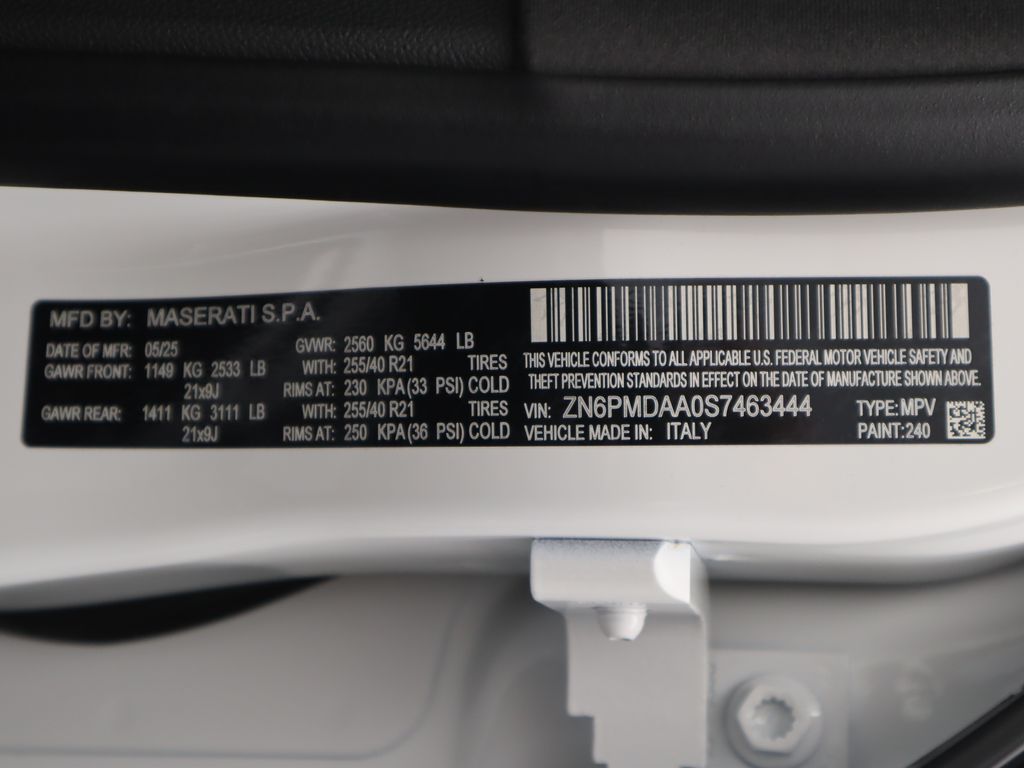 MFD BY: MASERATI S.P.A.
DATE OF MFR: 05/25 GVWR: 2560 KG 5644 LB
GAWR FRONT: 1149 KG 2533 LB WITH: 255/40 R21 TIRES
21x9J RIMS AT: 230 KPA(33 PSI) COLD
GAWR REAR: 1411 KG 3111 LB WITH: 255/40 R21 TIRES
21x9J RIMS AT: 250 KPA(36 PSI) COLD
THIS VEHICLE CONFORMS TO ALL APPLICABLE U.S. FEDERAL MOTOR VEHICLE SAFETY AND
THEFT PREVENTION STANDARDS IN EFFECT ON THE DATE OF MANUFACTURE SHOWN ABOVE.
VIN: ZN6PMDAA0S7463444 TYPE: MPV
VEHICLE MADE IN: ITALY PAINT:240